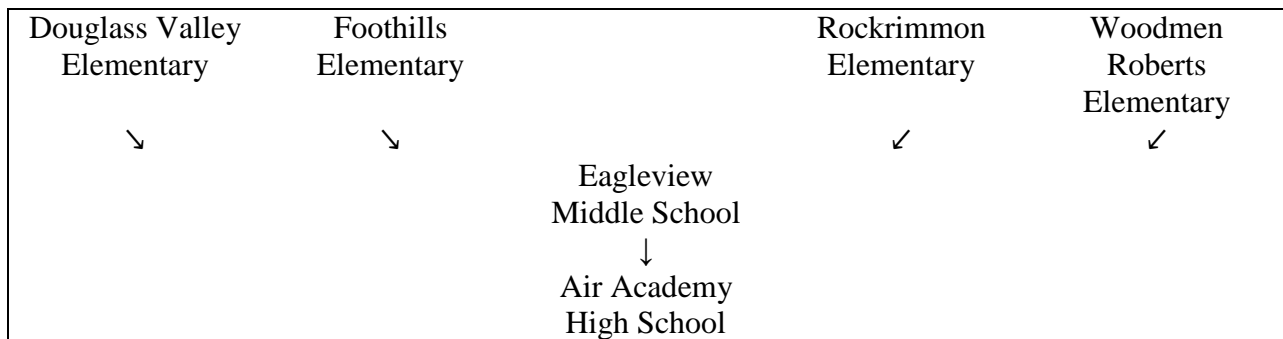 Douglass Valley
Elementary
Foothills
Elementary
Rockrimmon
Elementary
Woodmen
Roberts
Elementary
↘ ↘ ↙ ↙
Eagleview
Middle School
↓
Air Academy
High School